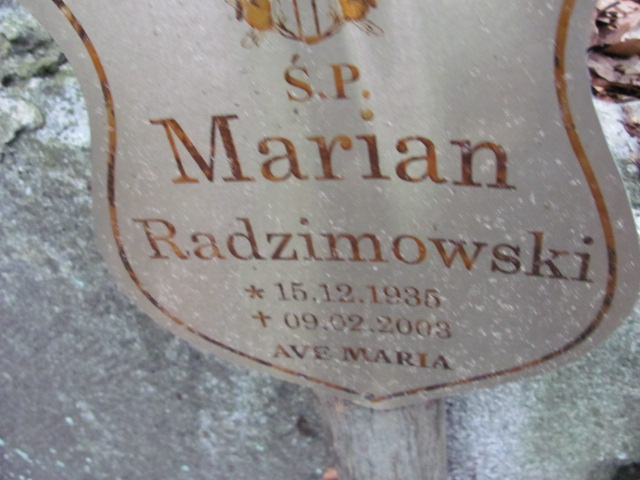 Ś.P.
Marian
Radzimowski
* 15.12.1935
✝ 09.02.2003
AVE MARIA